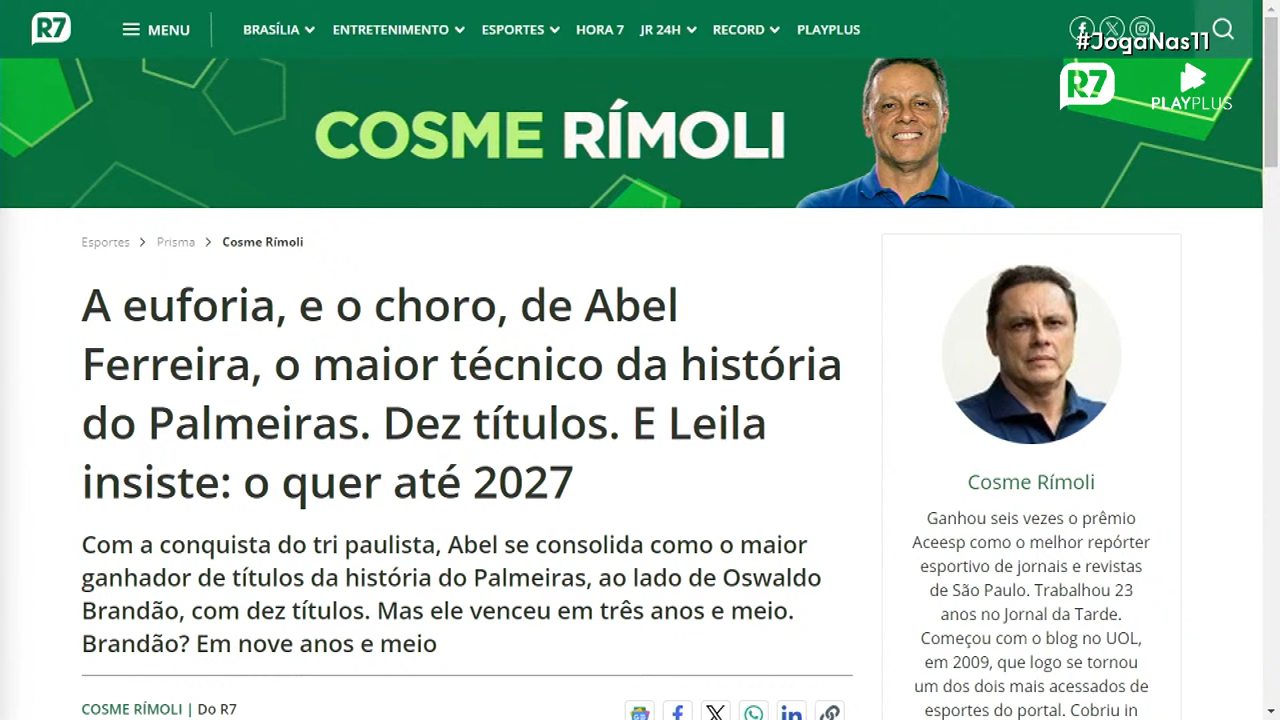 R7
MENU
BRASÍLIA
ENTRETENIMENTO
ESPORTES
HORA 7
JR 24H
RECORD
PLAYPLUS
#JogaNas11
R7
PLAYPLUS
COSME RÍMOLI
Esportes > Prisma > Cosme Rímoli
A euforia, e o choro, de Abel
Ferreira, o maior técnico da história
do Palmeiras. Dez títulos. E Leila
insiste: o quer até 2027
Com a conquista do tri paulista, Abel se consolida como o maior
ganhador de títulos da história do Palmeiras, ao lado de Oswaldo
Brandão, com dez títulos. Mas ele venceu em três anos e meio.
Brandão? Em nove anos e meio
COSME RÍMOLI | Do R7
Cosme Rímoli
Ganhou seis vezes o prêmio
Aceesp como o melhor repórter
esportivo de jornais e revistas
de São Paulo. Trabalhou 23
anos no Jornal da Tarde.
Começou com o blog no UOL,
em 2009, que logo se tornou
um dos dois mais acessados de
esportes do portal. Cobriu in